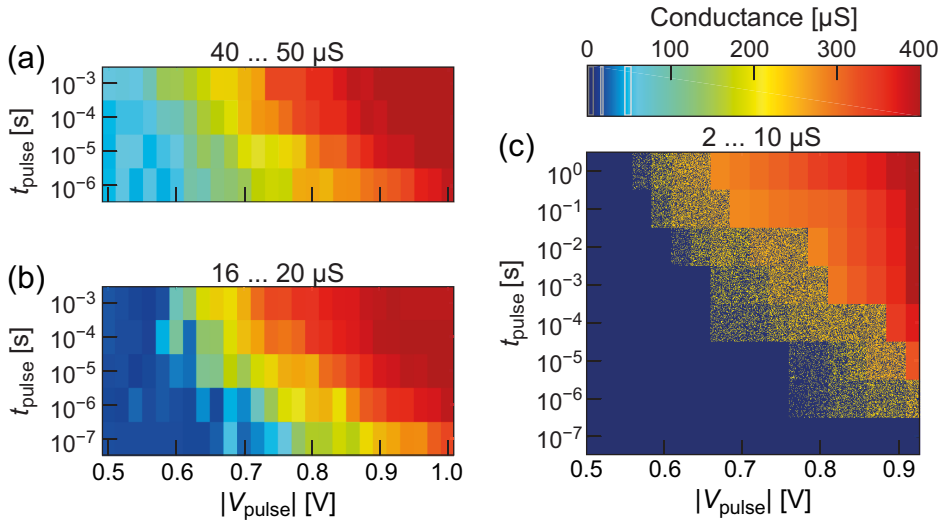 (a)
40 ... 50 µS
t_pulse [s]
10⁻³
10⁻⁴
10⁻⁵
10⁻⁶
(b)
16 ... 20 µS
t_pulse [s]
10⁻³
10⁻⁴
10⁻⁵
10⁻⁶
10⁻⁷
0.5 0.6 0.7 0.8 0.9 1.0
|V_pulse| [V]
Conductance [µS]
0 100 200 300 400
(c)
2 ... 10 µS
t_pulse [s]
10⁰
10⁻¹
10⁻²
10⁻³
10⁻⁴
10⁻⁵
10⁻⁶
10⁻⁷
0.5 0.6 0.7 0.8 0.9
|V_pulse| [V]